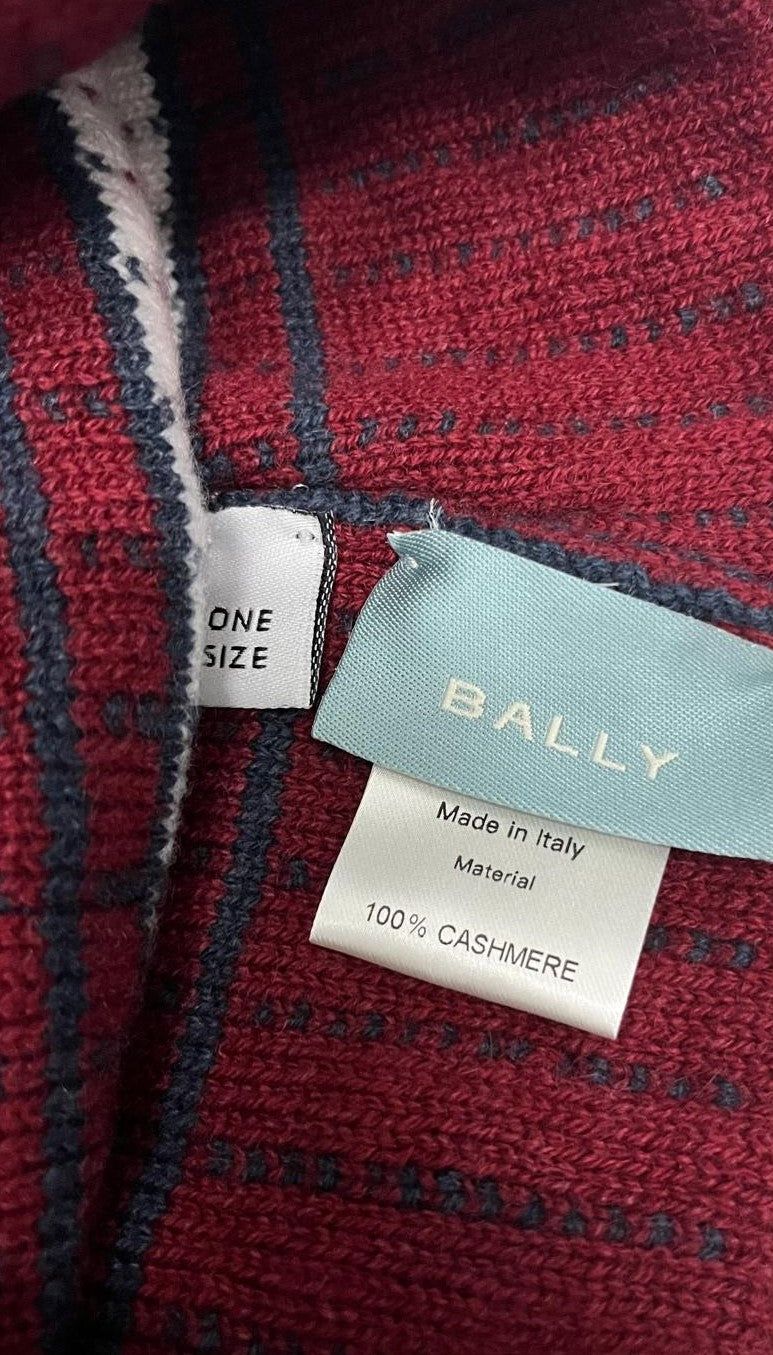 ONE
SIZE
BALLY
Made in Italy
Material
100% CASHMERE